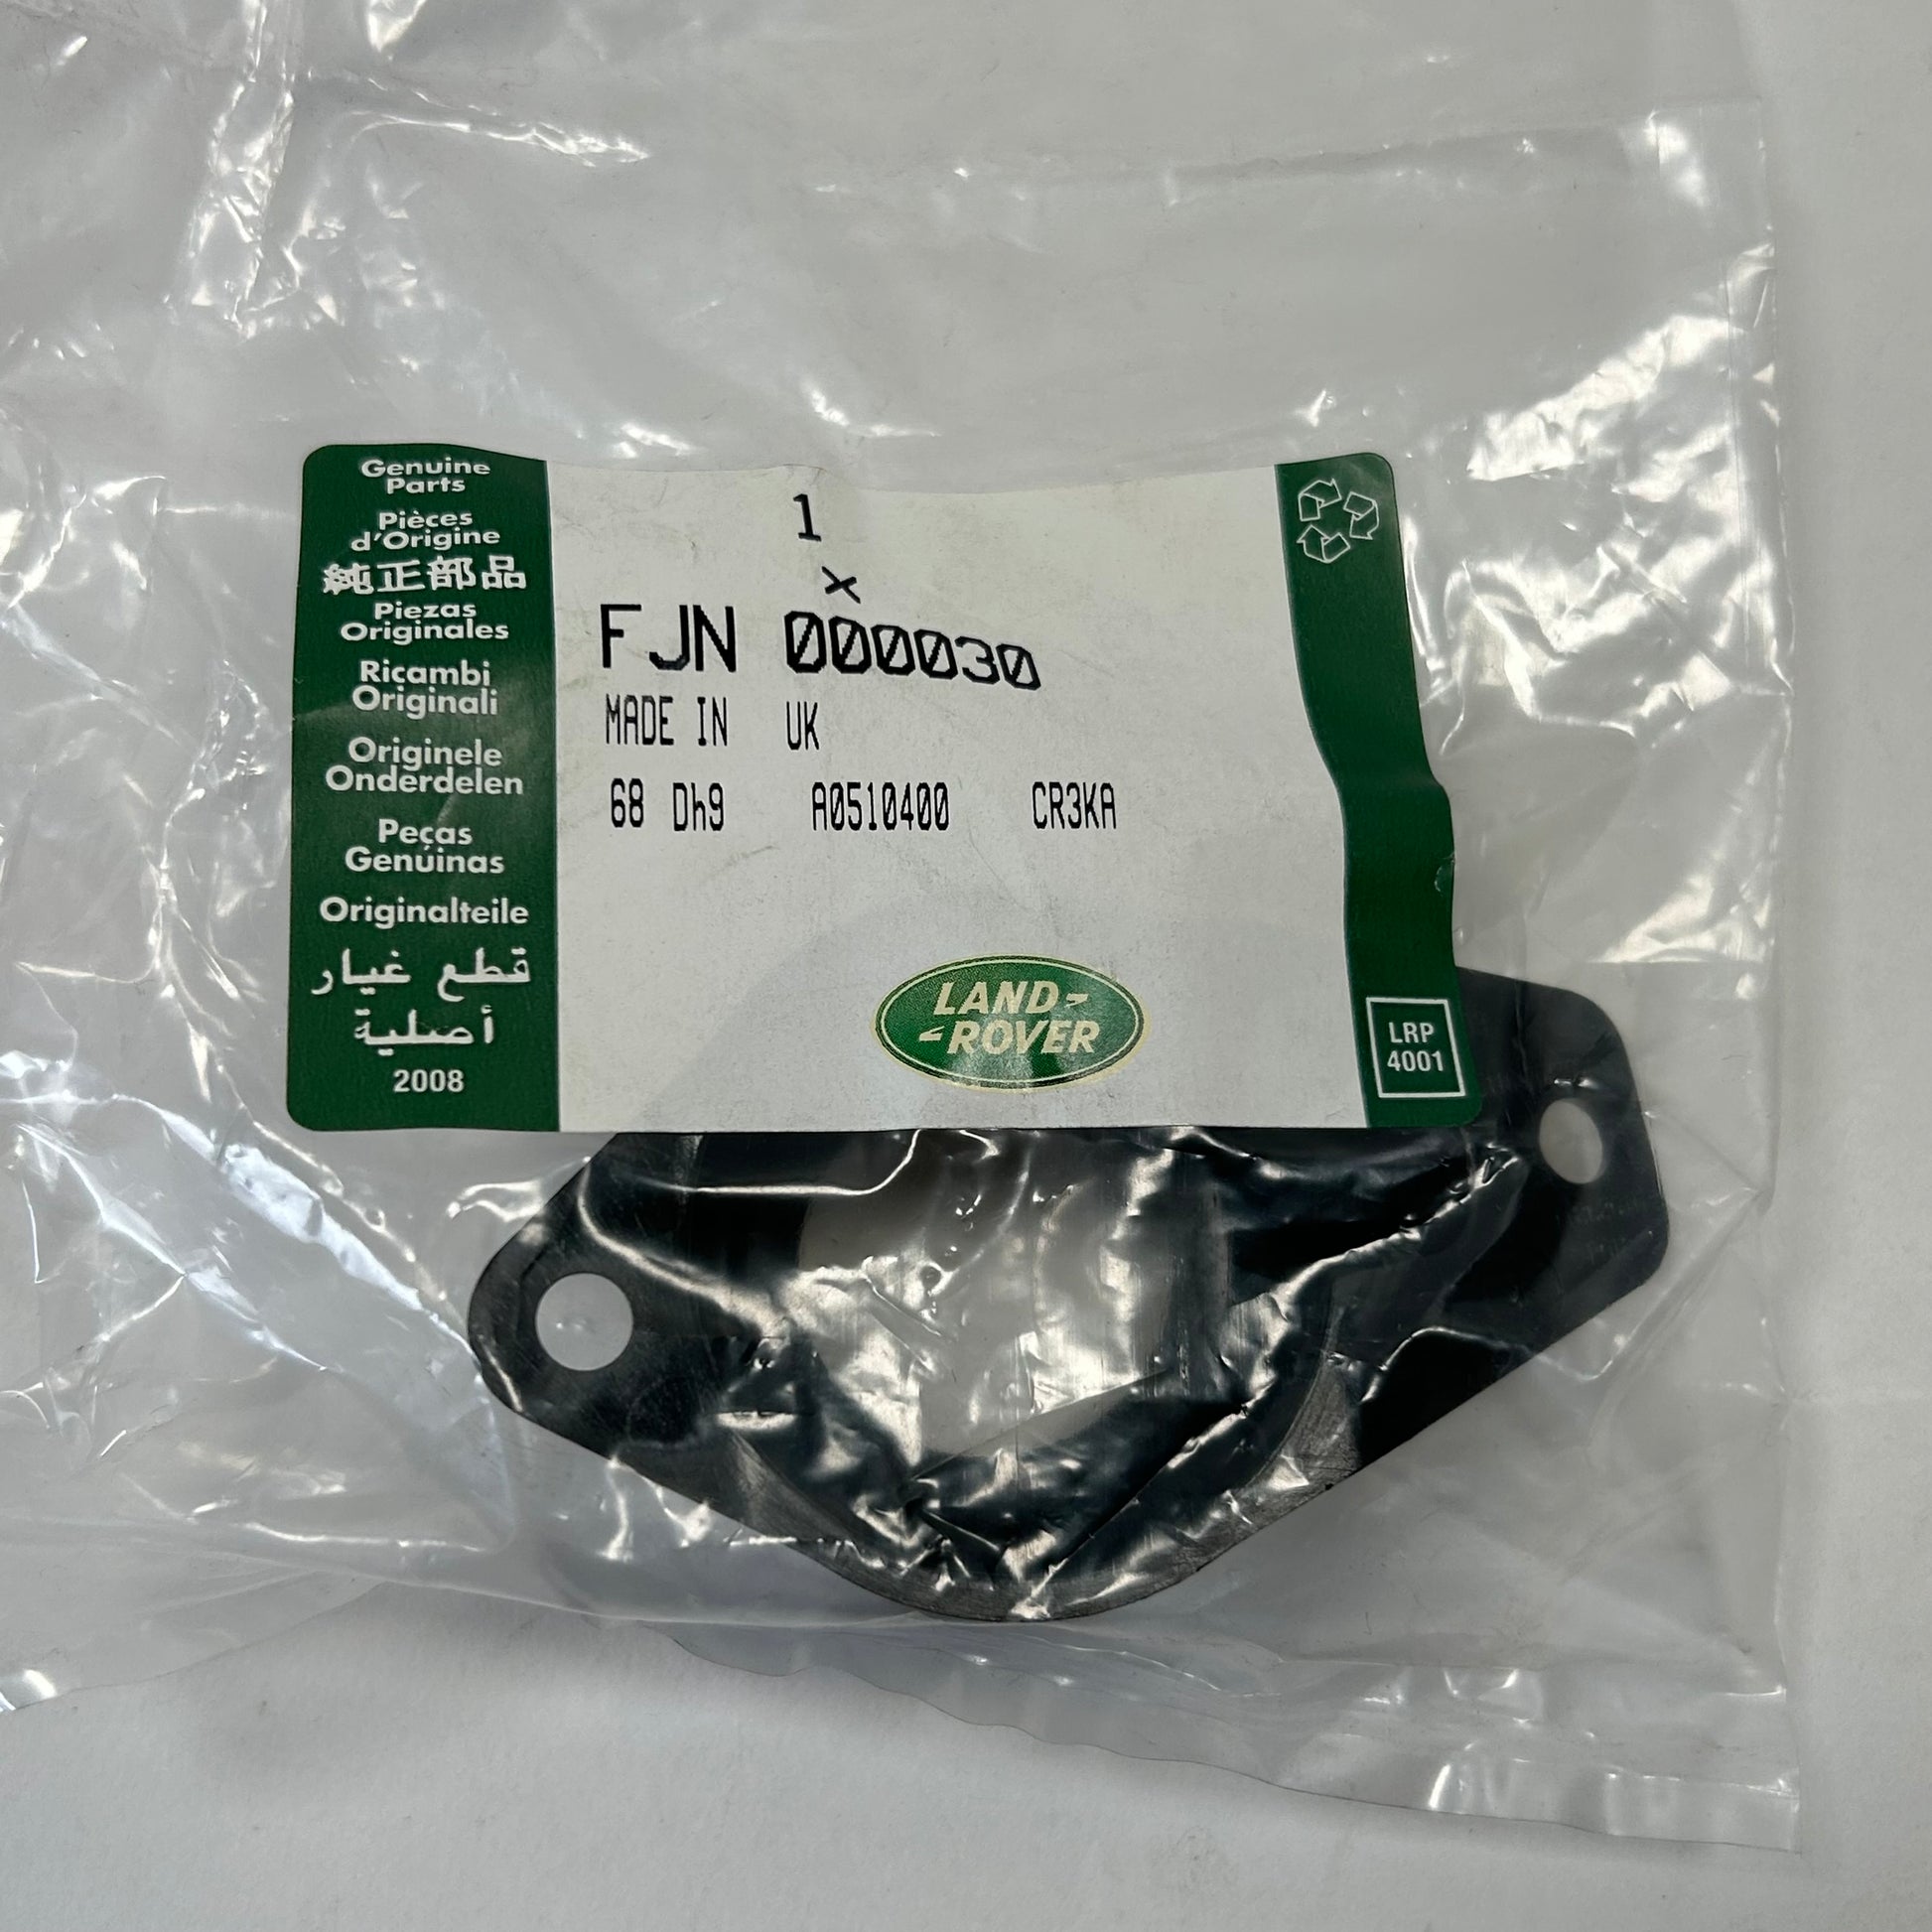 Genuine
Parts
Pièces
d'Origine
純正部品
Piezas
Originales
Ricambi
Originali
Originele
Onderdelen
Peças
Genúinas
Originalteile
قطع غيار
أصلية
2008
1
x
FJN 000030
MADE IN UK
68 Dh9 A0510400 CR3KA
LAND-
-ROVER
LRP
4001